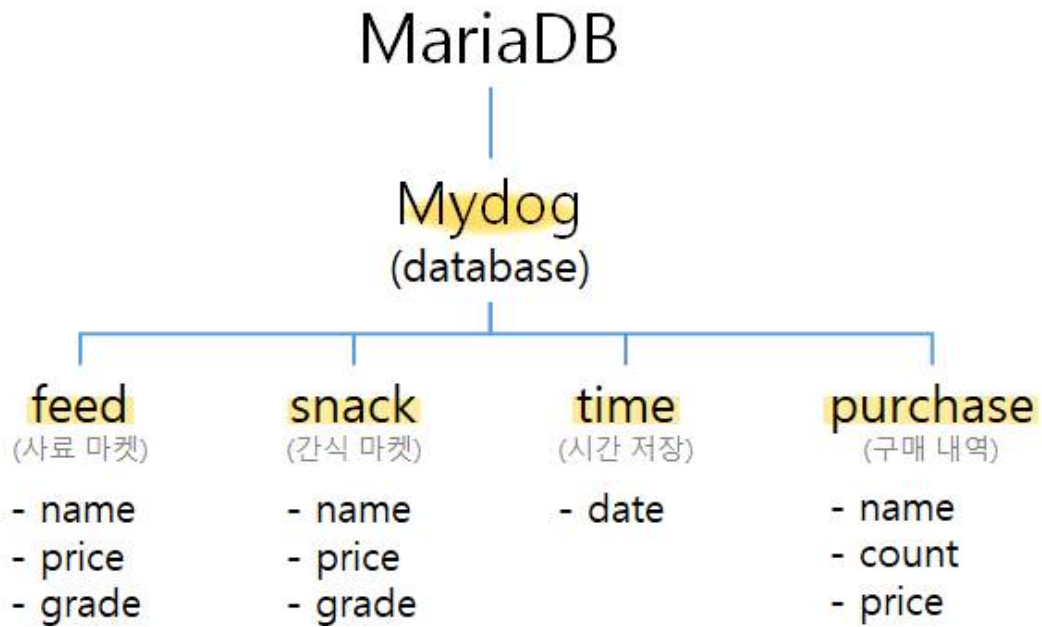 MariaDB
Mydog
(database)
feed
(사료 마켓)
- name
- price
- grade
snack
(간식 마켓)
- name
- price
- grade
time
(시간 저장)
- date
purchase
(구매 내역)
- name
- count
- price